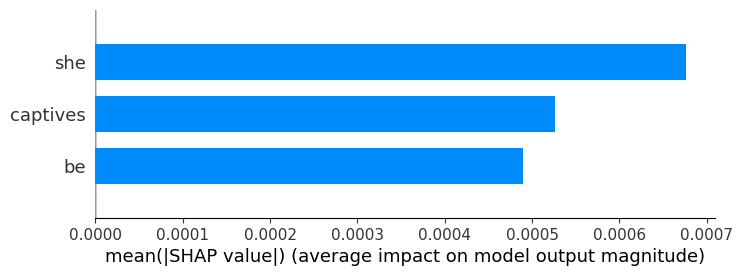 she
captives
be
0.0000 0.0001 0.0002 0.0003 0.0004 0.0005 0.0006 0.0007
mean(|SHAP value|) (average impact on model output magnitude)